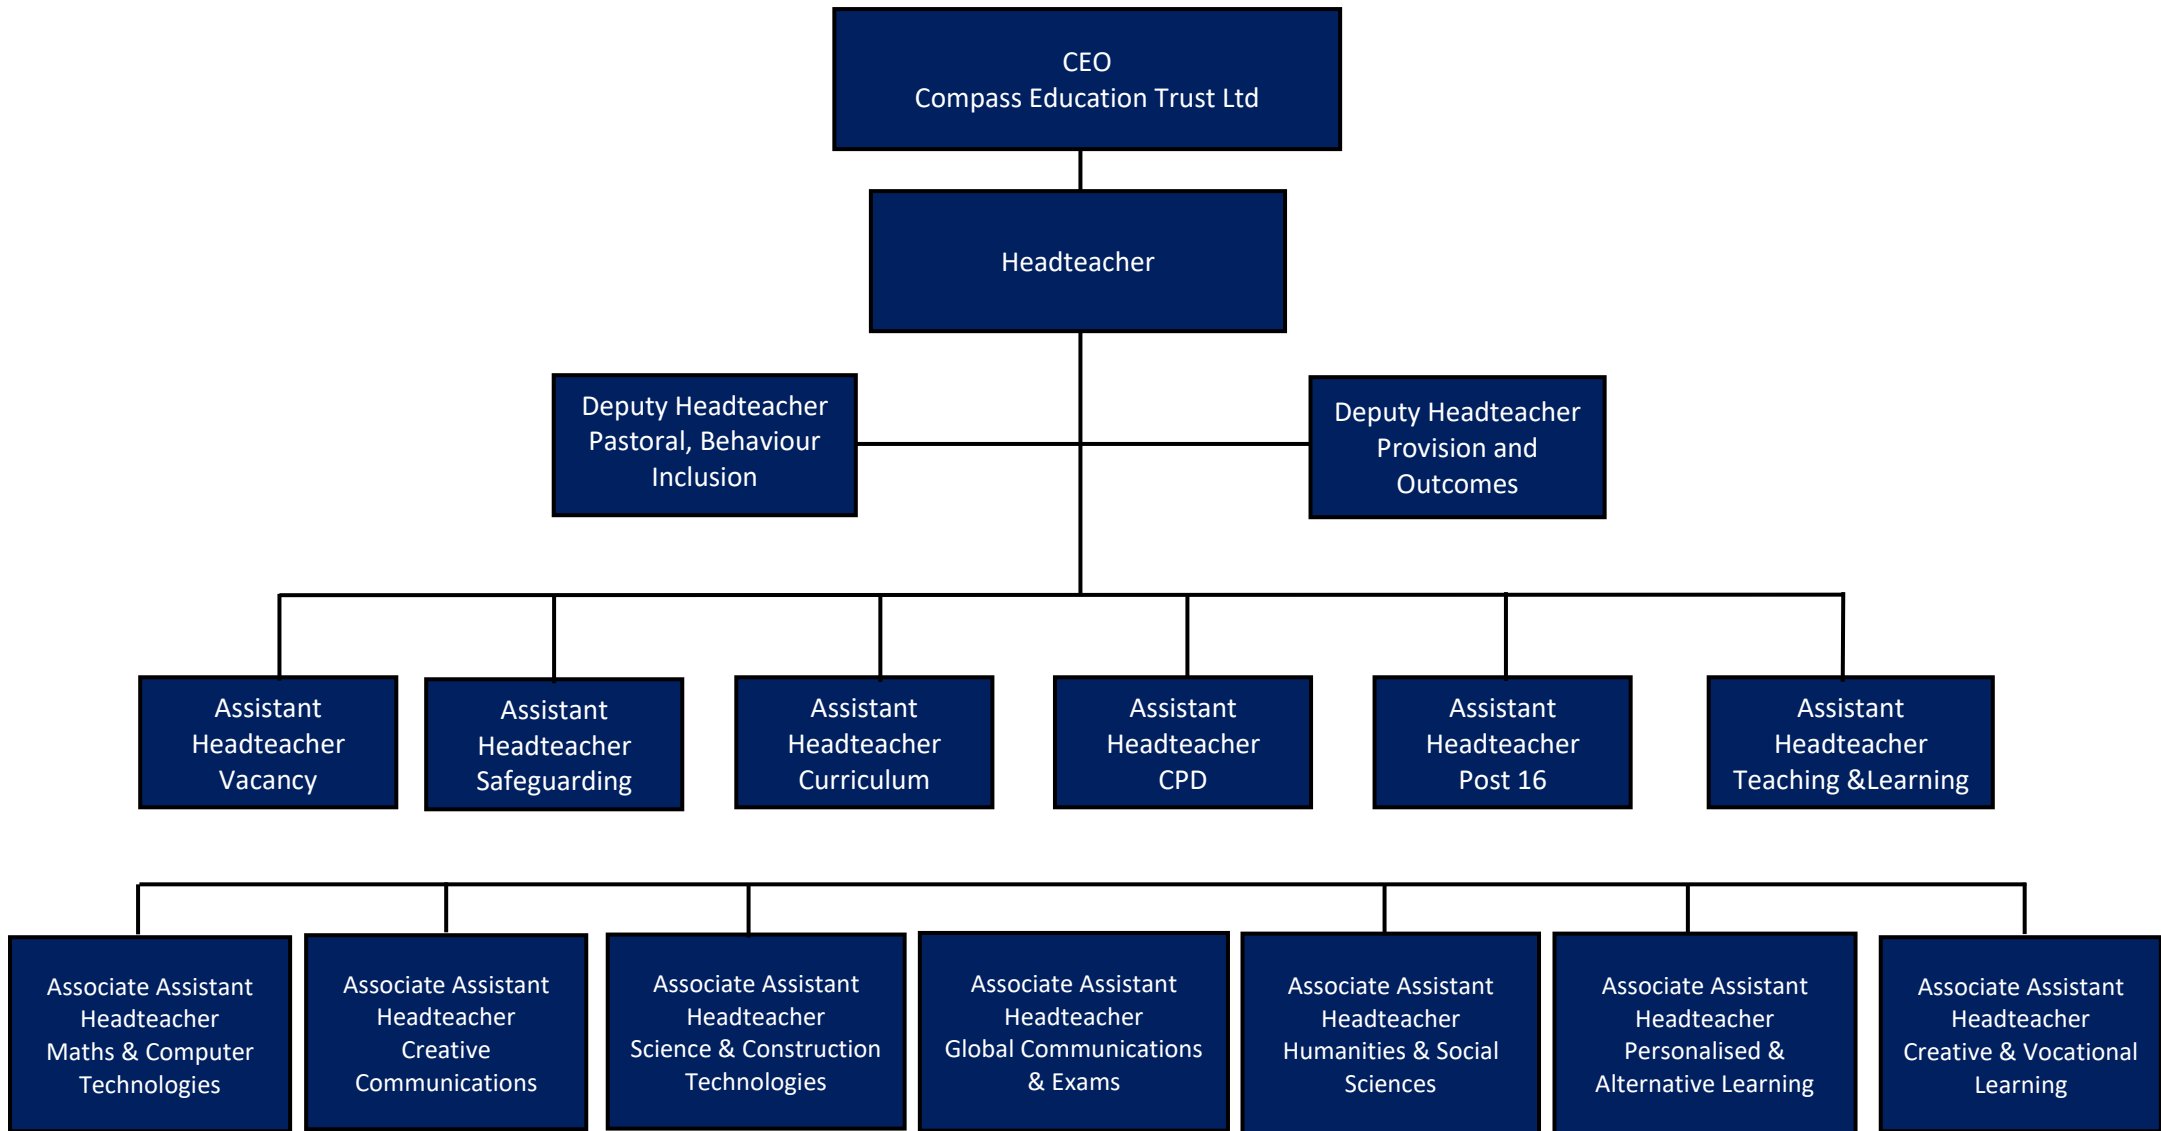 CEO
Compass Education Trust Ltd
Headteacher
Deputy Headteacher
Pastoral, Behaviour
Inclusion
Deputy Headteacher
Provision and
Outcomes
Assistant
Headteacher
Vacancy
Assistant
Headteacher
Safeguarding
Assistant
Headteacher
Curriculum
Assistant
Headteacher
CPD
Assistant
Headteacher
Post 16
Assistant
Headteacher
Teaching &Learning
Associate Assistant
Headteacher
Maths & Computer
Technologies
Associate Assistant
Headteacher
Creative
Communications
Associate Assistant
Headteacher
Science & Construction
Technologies
Associate Assistant
Headteacher
Global Communications
& Exams
Associate Assistant
Headteacher
Humanities & Social
Sciences
Associate Assistant
Headteacher
Personalised &
Alternative Learning
Associate Assistant
Headteacher
Creative & Vocational
Learning